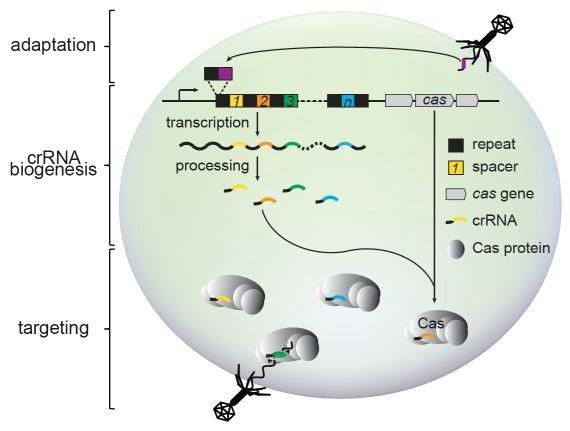 adaptation
1 2 3 n cas
transcription
crRNA
biogenesis
processing
repeat
1 spacer
cas gene
crRNA
Cas protein
targeting
Cas